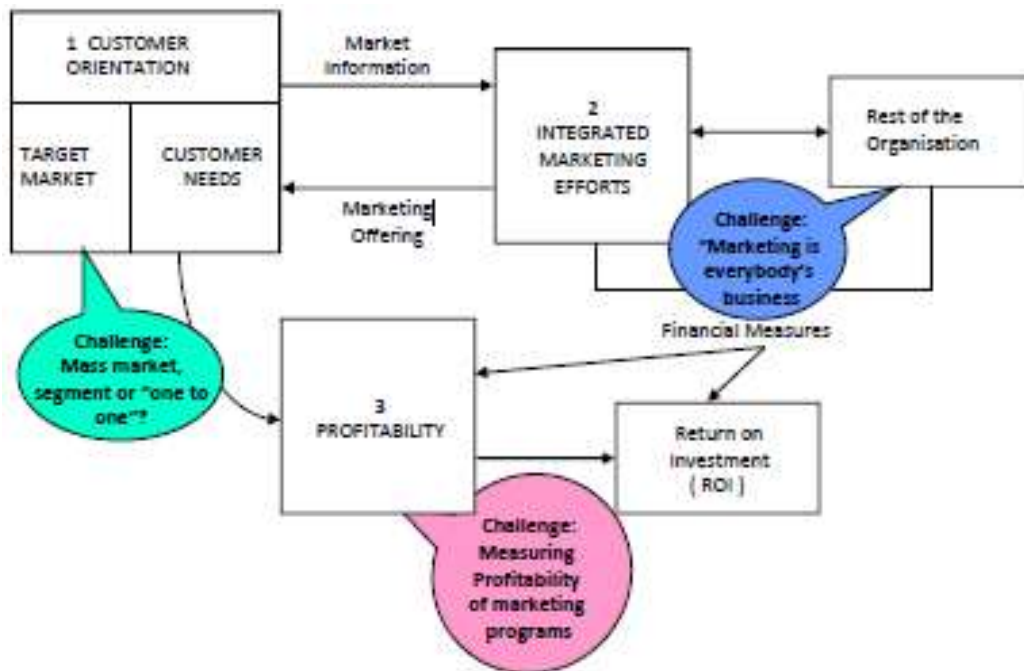 1 CUSTOMER
ORIENTATION
TARGET
MARKET
CUSTOMER
NEEDS
Market
Information
Marketing
Offering
2
INTEGRATED
MARKETING
EFFORTS
Rest of the
Organisation
Challenge:
"Marketing is
everybody's
business
Challenge:
Mass market,
segment or "one to
one"?
Financial Measures
3
PROFITABILITY
Return on
Investment
( ROI )
Challenge:
Measuring
Profitability
of marketing
programs